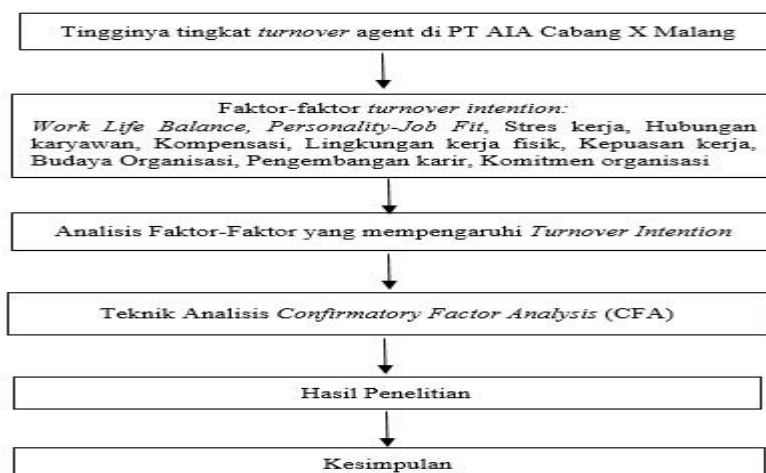 Tingginya tingkat turnover agent di PT AIA Cabang X Malang
Faktor-faktor turnover intention:
Work Life Balance, Personality-Job Fit, Stres kerja, Hubungan
karyawan, Kompensasi, Lingkungan kerja fisik, Kepuasan kerja,
Budaya Organisasi, Pengembangan karir, Komitmen organisasi
Analisis Faktor-Faktor yang mempengaruhi Turnover Intention
Teknik Analisis Confirmatory Factor Analysis (CFA)
Hasil Penelitian
Kesimpulan